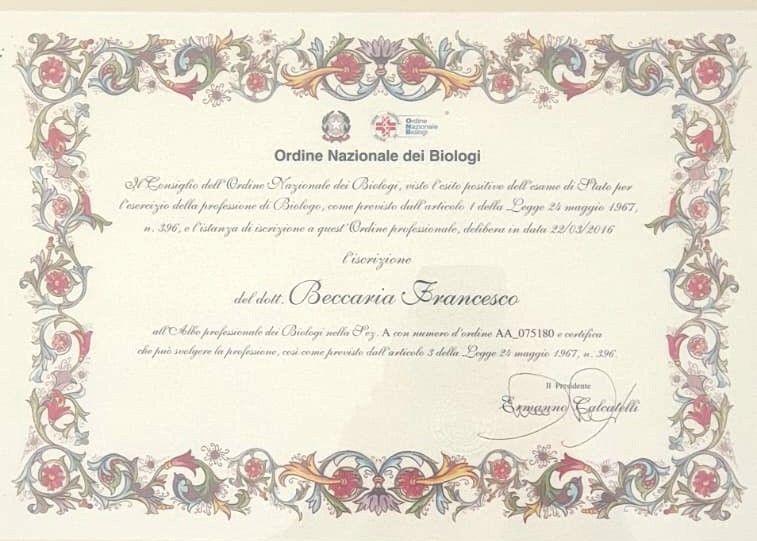 Ordine
Nazionale
Biologi
Ordine Nazionale dei Biologi
Il Consiglio dell'Ordine Nazionale dei Biologi, visto l'esito positivo dell'esame di Stato per
l'esercizio della professione di Biologo, come previsto dall'articolo 1 della Legge 24 maggio 1967,
n. 396, e l'istanza di iscrizione a quest'Ordine professionale, delibera in data 22/03/2016
l'iscrizione
del dott. Beccaria Francesco
all'Albo professionale dei Biologi nella Sez. A con numero d'ordine AA_075180 e certifica
che può svolgere la professione, così come previsto dall'articolo 3 della Legge 24 maggio 1967, n. 396.
Il Presidente
Ermanno Calcatelli